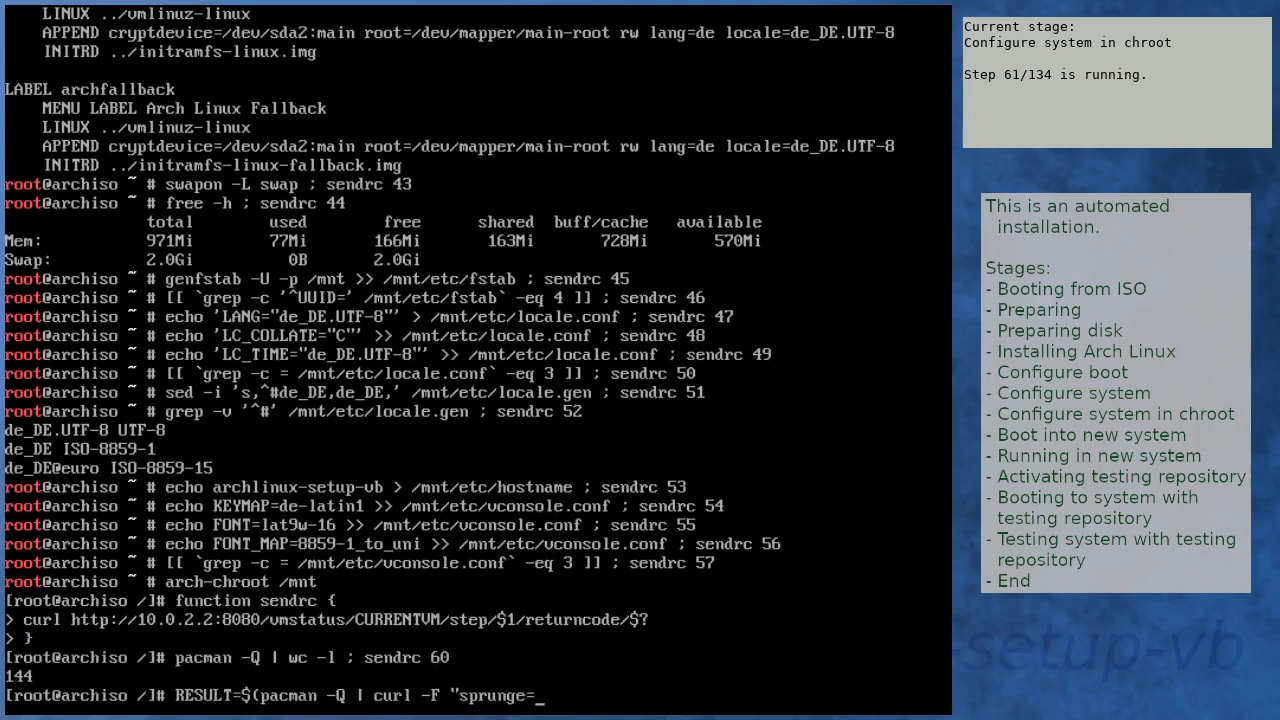 LINUX ../vmlinuz-linux
APPEND cryptdevice=/dev/sda2:main root=/dev/mapper/main-root rw lang=de locale=de_DE.UTF-8
INITRD ../initramfs-linux.img
LABEL archfallback
MENU LABEL Arch Linux Fallback
LINUX ../vmlinuz-linux
APPEND cryptdevice=/dev/sda2:main root=/dev/mapper/main-root rw lang=de locale=de_DE.UTF-8
INITRD ../initramfs-linux-fallback.img
root@archiso ~ # swapon -L swap ; sendrc 43
root@archiso ~ # free -h ; sendrc 44
total used free shared buff/cache available
Mem: 971Mi 77Mi 166Mi 163Mi 728Mi 570Mi
Swap: 2.0Gi 0B 2.0Gi
root@archiso ~ # genfstab -U -p /mnt >> /mnt/etc/fstab ; sendrc 45
root@archiso ~ # [[ `grep -c '^UUID=' /mnt/etc/fstab` -eq 4 ]] ; sendrc 46
root@archiso ~ # echo 'LANG="de_DE.UTF-8"' > /mnt/etc/locale.conf ; sendrc 47
root@archiso ~ # echo 'LC_COLLATE="C"' >> /mnt/etc/locale.conf ; sendrc 48
root@archiso ~ # echo 'LC_TIME="de_DE.UTF-8"' >> /mnt/etc/locale.conf ; sendrc 49
root@archiso ~ # [[ `grep -c = /mnt/etc/locale.conf` -eq 3 ]] ; sendrc 50
root@archiso ~ # sed -i 's,^#de_DE,de_DE,' /mnt/etc/locale.gen ; sendrc 51
root@archiso ~ # grep -v '^#' /mnt/etc/locale.gen ; sendrc 52
de_DE.UTF-8 UTF-8
de_DE ISO-8859-1
de_DE@euro ISO-8859-15
root@archiso ~ # echo archlinux-setup-vb > /mnt/etc/hostname ; sendrc 53
root@archiso ~ # echo KEYMAP=de-latin1 >> /mnt/etc/vconsole.conf ; sendrc 54
root@archiso ~ # echo FONT=lat9w-16 >> /mnt/etc/vconsole.conf ; sendrc 55
root@archiso ~ # echo FONT_MAP=8859-1_to_uni >> /mnt/etc/vconsole.conf ; sendrc 56
root@archiso ~ # [[ `grep -c = /mnt/etc/vconsole.conf` -eq 3 ]] ; sendrc 57
root@archiso ~ # arch-chroot /mnt
[root@archiso /]# function sendrc {
> curl http://10.0.2.2:8080/vmstatus/CURRENTVM/step/$1/returncode/$?
> }
[root@archiso /]# pacman -Q | wc -l ; sendrc 60
144
[root@archiso /]# RESULT=$(pacman -Q | curl -F "sprunge=_
Current stage:
Configure system in chroot
Step 61/134 is running.
This is an automated
installation.
Stages:
- Booting from ISO
- Preparing
- Preparing disk
- Installing Arch Linux
- Configure boot
- Configure system
- Configure system in chroot
- Boot into new system
- Running in new system
- Activating testing repository
- Booting to system with
testing repository
- Testing system with testing
repository
- End
setup-vb